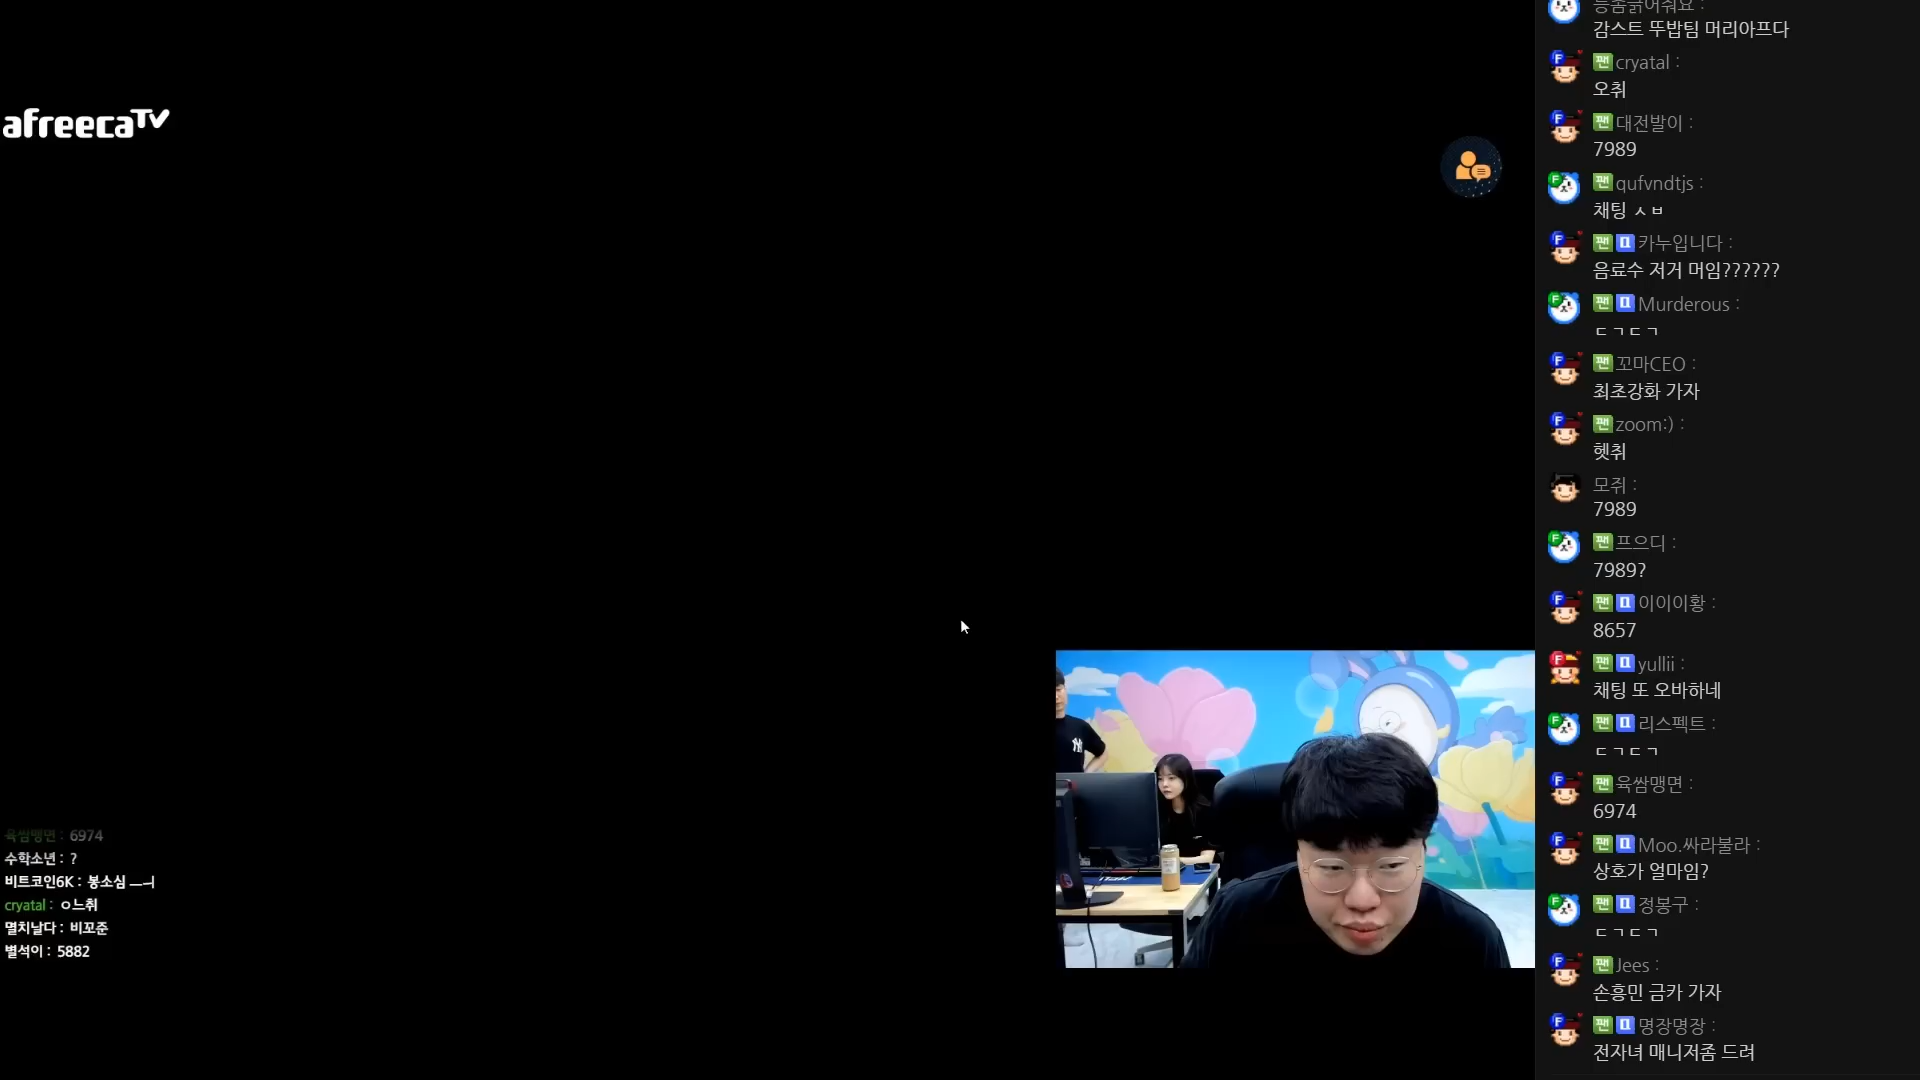 afreecaTV
육쌈맹면 : 6974
수학소년 : ?
비트코인6K : 봉소심 ㅡㅢ
cryatal : ㅇ느취
멸치날다 : 비꼬준
별석이 : 5882
등좀긁어줘요 :
감스트 뚜밥팀 머리아프다
팬 cryatal :
오취
팬 대전발이 :
7989
팬 qufvndtjs :
채팅 ㅅㅂ
팬 카누입니다 :
음료수 저거 머임??????
팬 Murderous :
ㄷㄱㄷㄱ
팬 꼬마CEO :
최초강화 가자
팬 zoom:) :
헷취
모쥐 :
7989
팬 프으디 :
7989?
팬 이이이황 :
8657
팬 yullii :
채팅 또 오바하네
팬 리스펙트 :
ㄷㄱㄷㄱ
팬 육쌈맹면 :
6974
팬 Moo.싸라불라 :
상호가 얼마임?
팬 정봉구 :
ㄷㄱㄷㄱ
팬 Jees :
손흥민 금카 가자
팬 명장명장 :
전자녀 매니저좀 드려